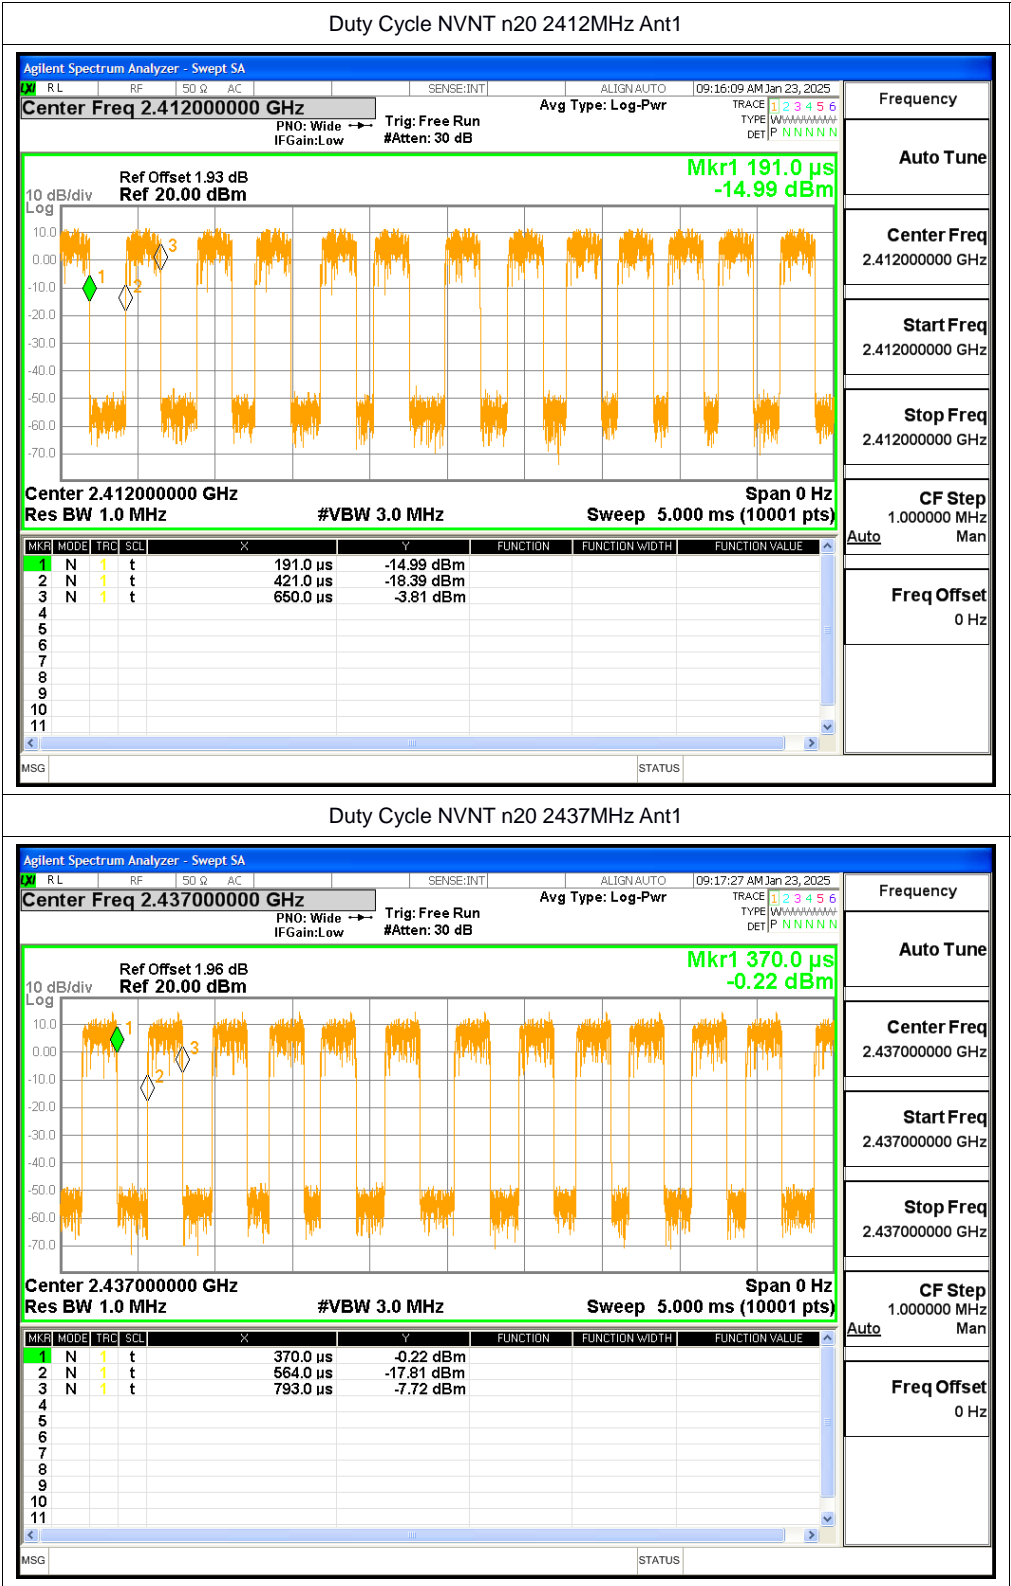 Duty Cycle NVNT n20 2412MHz Ant1
Agilent Spectrum Analyzer - Swept SA
LXI RL RF 50 Ω AC SENSE:INT ALIGN AUTO 09:16:09 AM Jan 23, 2025
Center Freq 2.412000000 GHz
PNO: Wide
IFGain:Low
Trig: Free Run
#Atten: 30 dB
Avg Type: Log-Pwr
TRACE 1 2 3 4 5 6
TYPE W
DET P N N N N N
Mkr1 191.0 µs
-14.99 dBm
Ref Offset 1.93 dB
10 dB/div Ref 20.00 dBm
Log
10.0
0.00
-10.0
-20.0
-30.0
-40.0
-50.0
-60.0
-70.0
1
2
3
Center 2.412000000 GHz Span 0 Hz
Res BW 1.0 MHz #VBW 3.0 MHz Sweep 5.000 ms (10001 pts)
MKR MODE TRC SCL X Y FUNCTION FUNCTION WIDTH FUNCTION VALUE
1 N 1 t 191.0 µs -14.99 dBm
2 N 1 t 421.0 µs -18.39 dBm
3 N 1 t 650.0 µs -3.81 dBm
4
5
6
7
8
9
10
11
MSG STATUS
Frequency
Auto Tune
Center Freq
2.412000000 GHz
Start Freq
2.412000000 GHz
Stop Freq
2.412000000 GHz
CF Step
1.000000 MHz
Auto Man
Freq Offset
0 Hz
Duty Cycle NVNT n20 2437MHz Ant1
Agilent Spectrum Analyzer - Swept SA
LXI RL RF 50 Ω AC SENSE:INT ALIGN AUTO 09:17:27 AM Jan 23, 2025
Center Freq 2.437000000 GHz
PNO: Wide
IFGain:Low
Trig: Free Run
#Atten: 30 dB
Avg Type: Log-Pwr
TRACE 1 2 3 4 5 6
TYPE W
DET P N N N N N
Mkr1 370.0 µs
-0.22 dBm
Ref Offset 1.96 dB
10 dB/div Ref 20.00 dBm
Log
10.0
0.00
-10.0
-20.0
-30.0
-40.0
-50.0
-60.0
-70.0
1
2
3
Center 2.437000000 GHz Span 0 Hz
Res BW 1.0 MHz #VBW 3.0 MHz Sweep 5.000 ms (10001 pts)
MKR MODE TRC SCL X Y FUNCTION FUNCTION WIDTH FUNCTION VALUE
1 N 1 t 370.0 µs -0.22 dBm
2 N 1 t 564.0 µs -17.81 dBm
3 N 1 t 793.0 µs -7.72 dBm
4
5
6
7
8
9
10
11
MSG STATUS
Frequency
Auto Tune
Center Freq
2.437000000 GHz
Start Freq
2.437000000 GHz
Stop Freq
2.437000000 GHz
CF Step
1.000000 MHz
Auto Man
Freq Offset
0 Hz